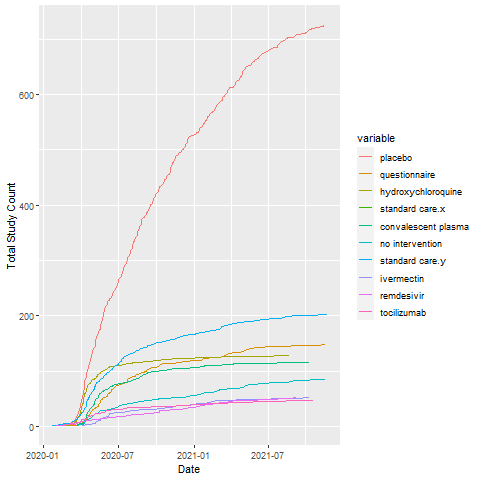 600
400
200
0
Total Study Count
2020-01
2020-07
2021-01
2021-07
Date
variable
placebo
questionnaire
hydroxychloroquine
standard care.x
convalescent plasma
no intervention
standard care.y
ivermectin
remdesivir
tocilizumab